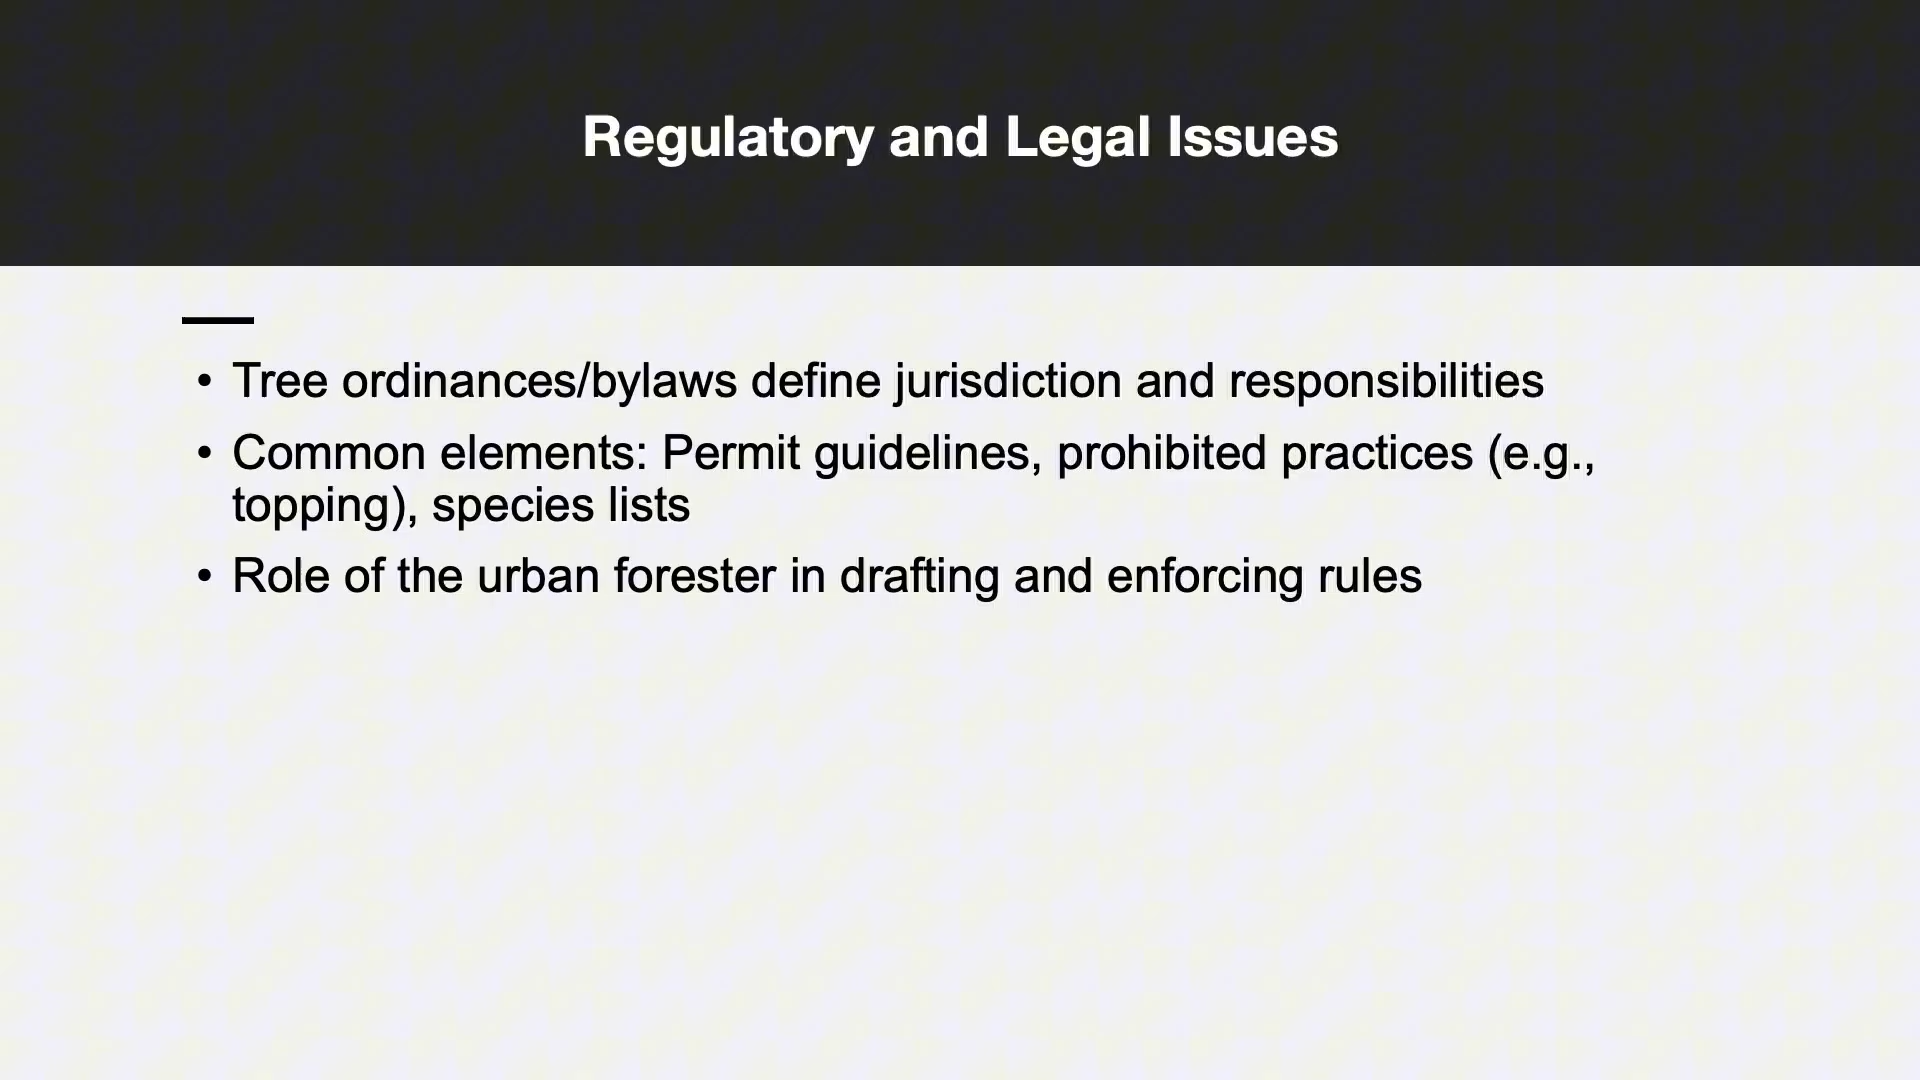 Regulatory and Legal Issues
• Tree ordinances/bylaws define jurisdiction and responsibilities
• Common elements: Permit guidelines, prohibited practices (e.g.,
topping), species lists
• Role of the urban forester in drafting and enforcing rules